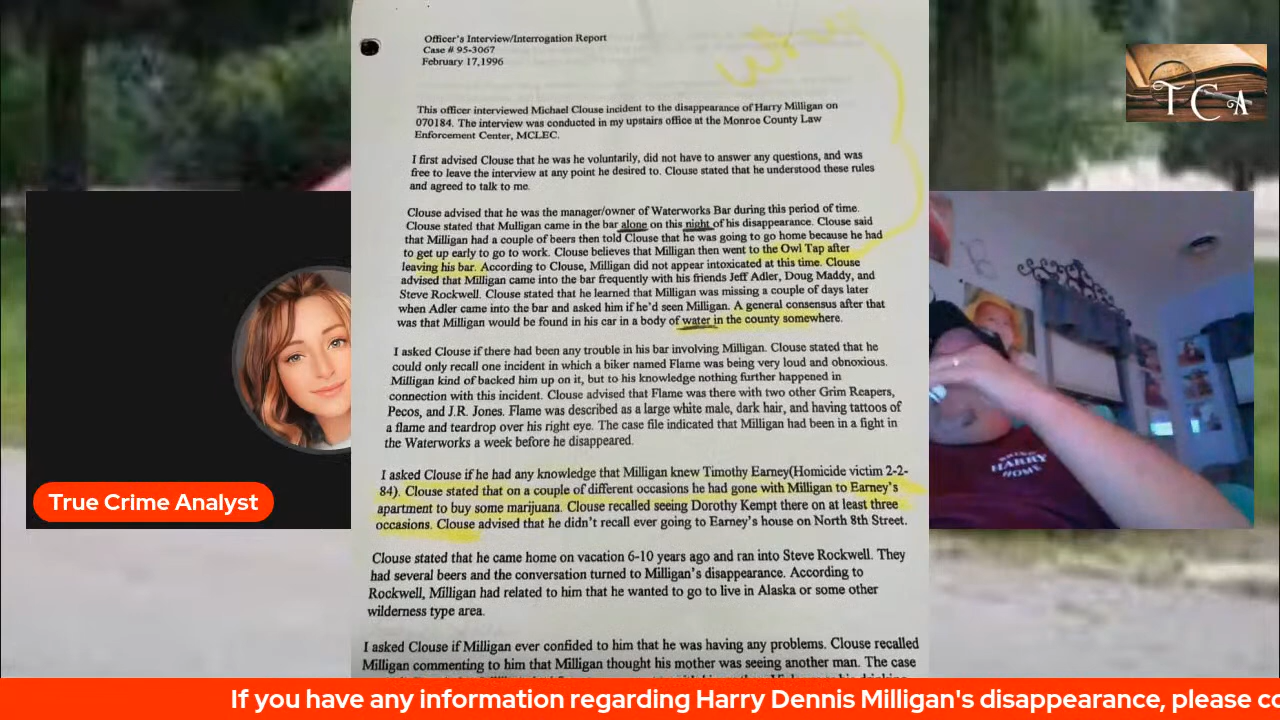 Officer's Interview/Interrogation Report
Case # 95-3067
February 17,1996
This officer interviewed Michael Clouse incident to the disappearance of Harry Milligan on
070184. The interview was conducted in my upstairs office at the Monroe County Law
Enforcement Center, MCLEC.
I first advised Clouse that he was he voluntarily, did not have to answer any questions, and was
free to leave the interview at any point he desired to. Clouse stated that he understood these rules
and agreed to talk to me.
Clouse advised that he was the manager/owner of Waterworks Bar during this period of time.
Clouse stated that Mulligan came in the bar alone on this night of his disappearance. Clouse said
that Milligan had a couple of beers then told Clouse that he was going to go home because he had
to get up early to go to work. Clouse believes that Milligan then went to the Owl Tap after
leaving his bar. According to Clouse, Milligan did not appear intoxicated at this time. Clouse
advised that Milligan came into the bar frequently with his friends Jeff Adler, Doug Maddy, and
Steve Rockwell. Clouse stated that he learned that Milligan was missing a couple of days later
when Adler came into the bar and asked him if he'd seen Milligan. A general consensus after that
was that Milligan would be found in his car in a body of water in the county somewhere.
I asked Clouse if there had been any trouble in his bar involving Milligan. Clouse stated that he
could only recall one incident in which a biker named Flame was being very loud and obnoxious.
Milligan kind of backed him up on it, but to his knowledge nothing further happened in
connection with this incident. Clouse advised that Flame was there with two other Grim Reapers,
Pecos, and J.R. Jones. Flame was described as a large white male, dark hair, and having tattoos of
a flame and teardrop over his right eye. The case file indicated that Milligan had been in a fight in
the Waterworks a week before he disappeared.
I asked Clouse if he had any knowledge that Milligan knew Timothy Earney(Homicide victim 2-2-
84). Clouse stated that on a couple of different occasions he had gone with Milligan to Earney's
apartment to buy some marijuana. Clouse recalled seeing Dorothy Kempt there on at least three
occasions. Clouse advised that he didn't recall ever going to Earney's house on North 8th Street.
Clouse stated that he came home on vacation 6-10 years ago and ran into Steve Rockwell. They
had several beers and the conversation turned to Milligan's disappearance. According to
Rockwell, Milligan had related to him that he wanted to go to live in Alaska or some other
wilderness type area.
I asked Clouse if Milligan ever confided to him that he was having any problems. Clouse recalled
Milligan commenting to him that Milligan thought his mother was seeing another man. The case
TCA
True Crime Analyst
BRING
HARRY
HOME
If you have any information regarding Harry Dennis Milligan's disappearance, please co